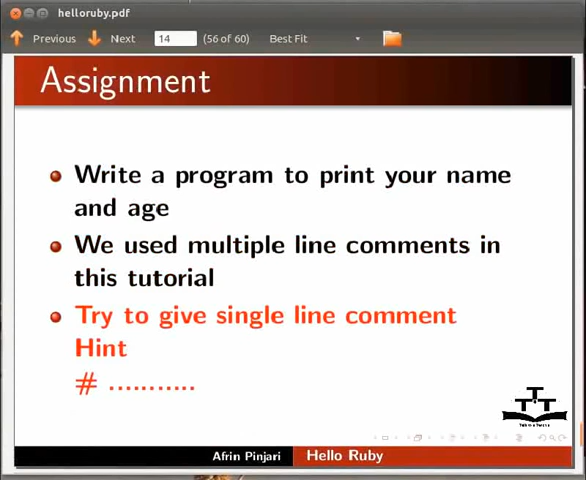 helloruby.pdf
Previous Next 14 (56 of 60) Best Fit
Assignment
Write a program to print your name
and age
We used multiple line comments in
this tutorial
Try to give single line comment
Hint
# ...........
Afrin Pinjari Hello Ruby